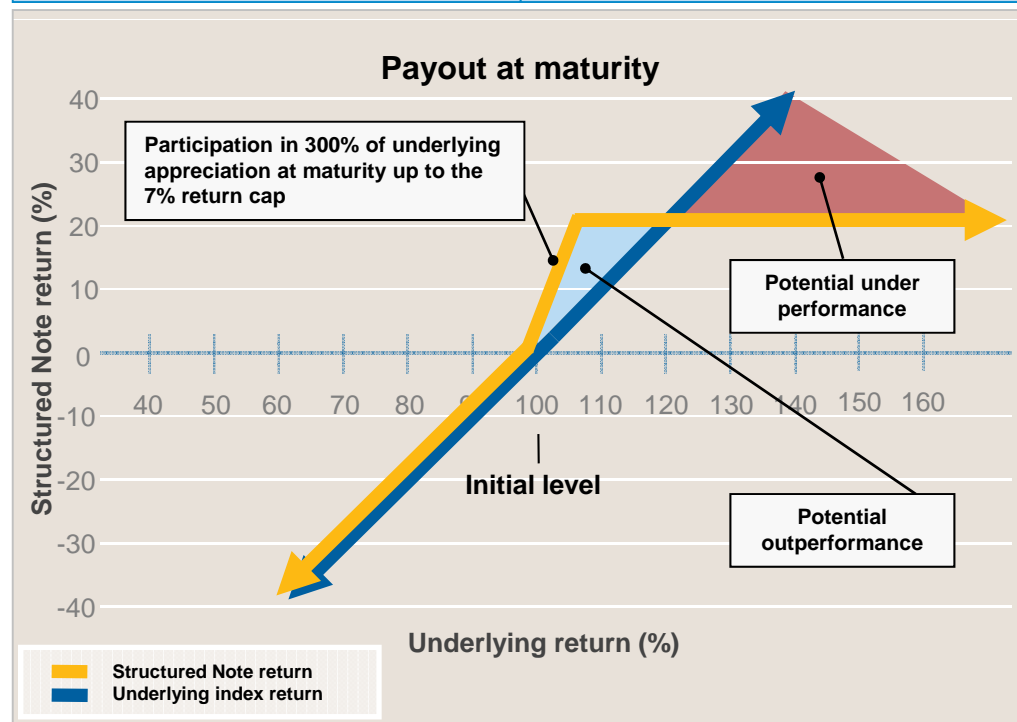 Payout at maturity
Participation in 300% of underlying
appreciation at maturity up to the
7% return cap
Structured Note return (%)
40
30
20
10
0
-10
-20
-30
-40
40 50 60 70 80 100 110 120 130 140 150 160
Potential under
performance
Initial level
Potential
outperformance
Underlying return (%)
Structured Note return
Underlying index return